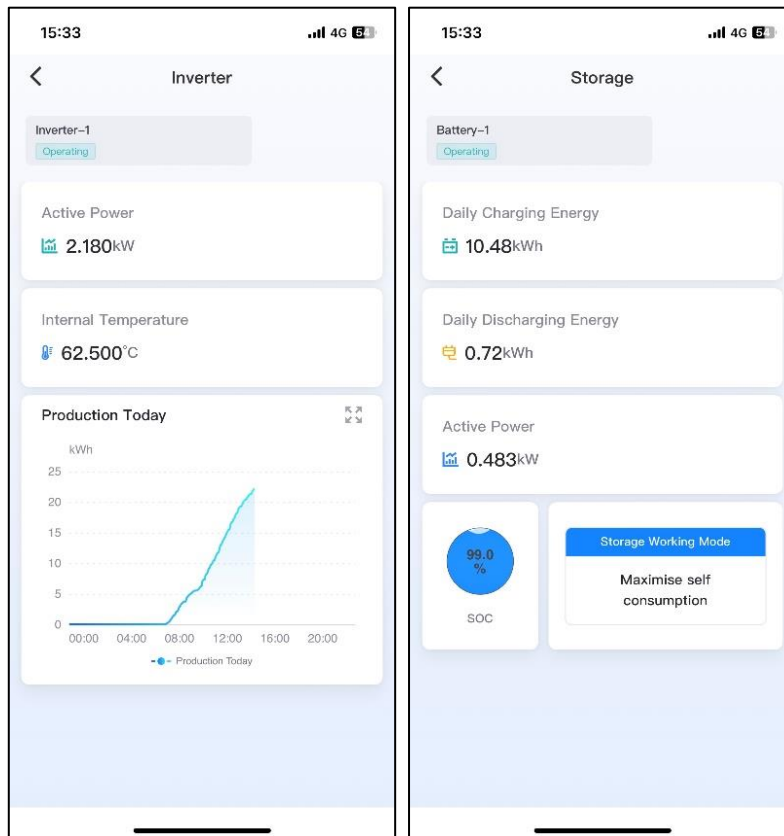 15:33
4G 54
Inverter
Inverter-1
Operating
Active Power
2.180kW
Internal Temperature
62.500°C
Production Today
kWh
25
20
15
10
5
0
00:00 04:00 08:00 12:00 16:00 20:00
Production Today
15:33
4G 54
Storage
Battery-1
Operating
Daily Charging Energy
10.48kWh
Daily Discharging Energy
0.72kWh
Active Power
0.483kW
99.0
%
SOC
Storage Working Mode
Maximise self
consumption